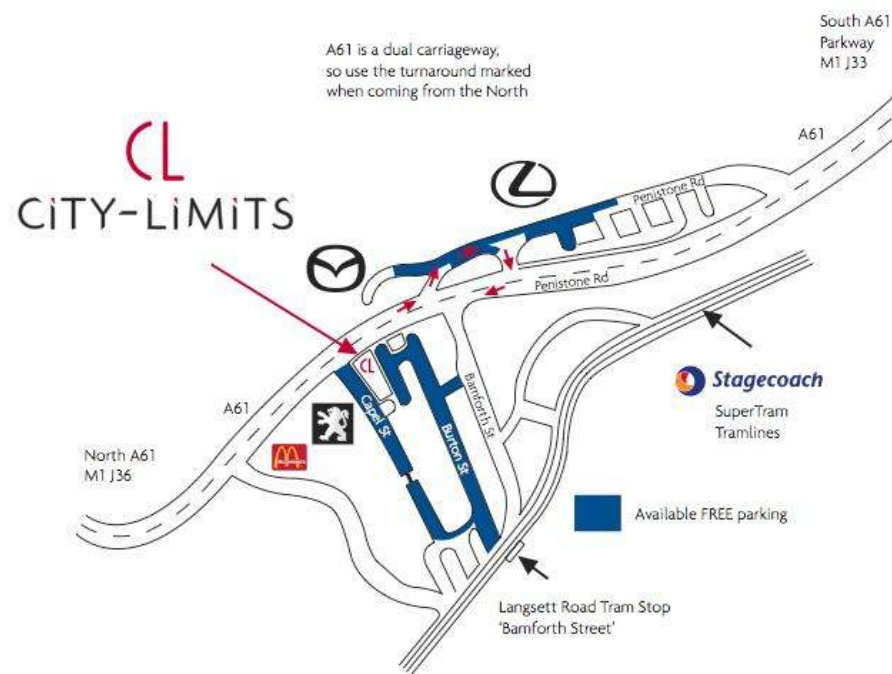 South A61
Parkway
M1 J33
A61 is a dual carriageway,
so use the turnaround marked
when coming from the North
A61
CL
CiTY-LiMiTS
Penistone Rd
Penistone Rd
CL
Stagecoach
SuperTram
Tramlines
A61
Capel St
Burton St
Bamforth St
McDonald's
North A61
M1 J36
Available FREE parking
Langsett Road Tram Stop
'Bamforth Street'